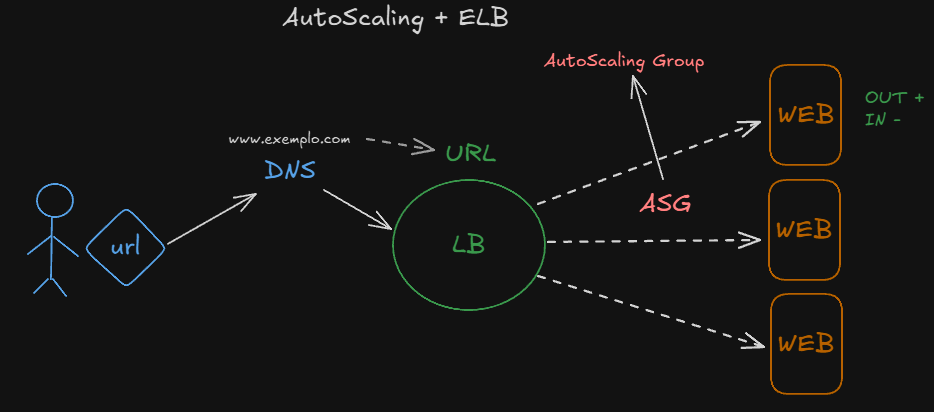 AutoScaling + ELB
AutoScaling Group
WEB
OUT +
IN -
www.exemplo.com
URL
DNS
ASG
url
LB
WEB
WEB